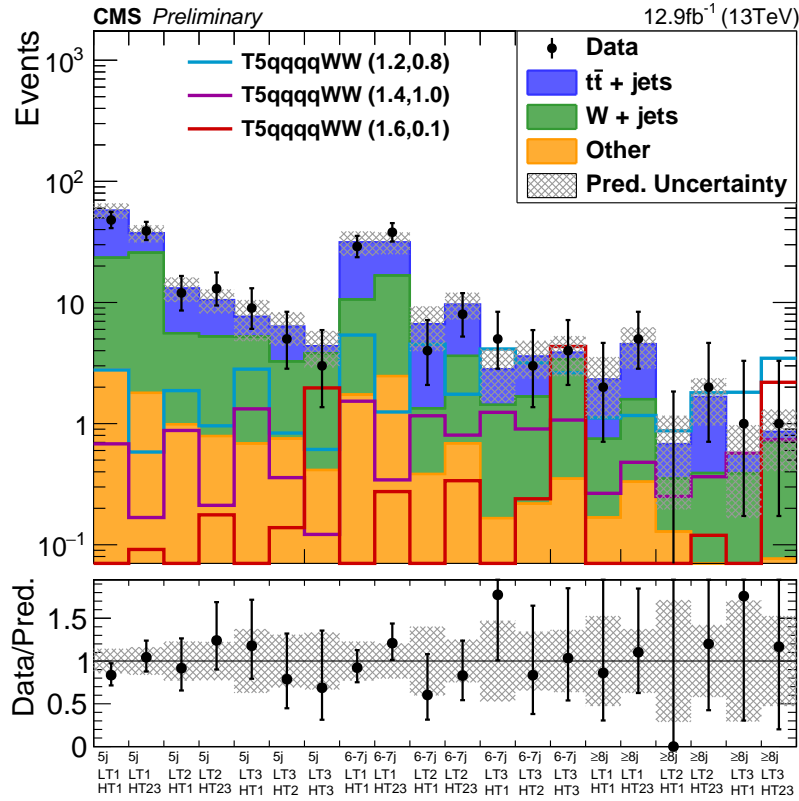 CMS Preliminary 12.9fb⁻¹ (13TeV)
Events
10³
10²
10
1
10⁻¹
T5qqqqWW (1.2,0.8)
T5qqqqWW (1.4,1.0)
T5qqqqWW (1.6,0.1)
Data
tt̄ + jets
W + jets
Other
Pred. Uncertainty
Data/Pred.
1.5
1
0.5
0
5j 5j 5j 5j 5j 5j 5j 6-7j 6-7j 6-7j 6-7j 6-7j 6-7j 6-7j ≥8j ≥8j ≥8j ≥8j ≥8j ≥8j
LT1 LT1 LT2 LT2 LT3 LT3 LT3 LT1 LT1 LT2 LT2 LT3 LT3 LT3 LT1 LT1 LT2 LT2 LT3 LT3
HT1 HT23 HT1 HT23 HT1 HT2 HT3 HT1 HT23 HT1 HT23 HT1 HT2 HT3 HT1 HT23 HT1 HT23 HT1 HT23